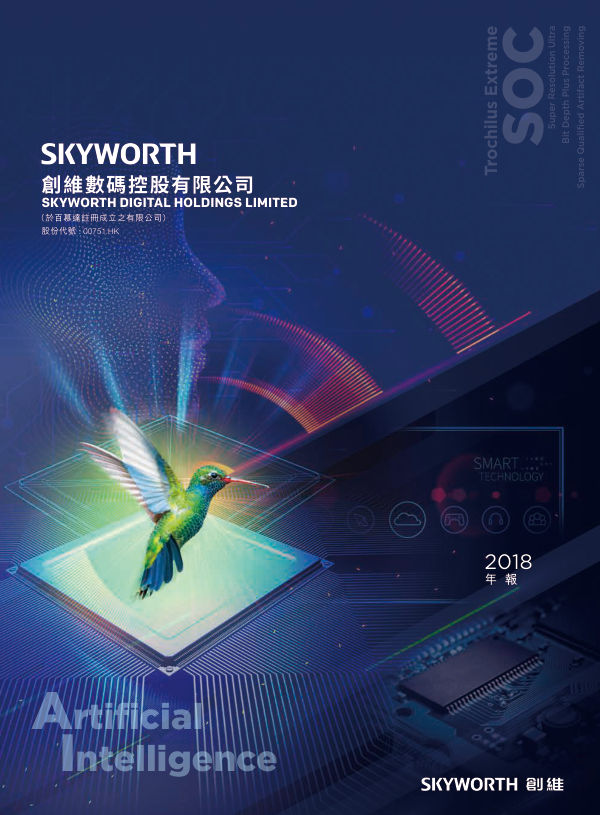 Trochilus Extreme
SOC
Super Resolution Ultra
Bit Depth Plus Processing
Sparse Qualified Artifact Removing
SKYWORTH
創維數碼控股有限公司
SKYWORTH DIGITAL HOLDINGS LIMITED
(於百慕達註冊成立之有限公司)
股份代號 : 00751.HK
SMART
TECHNOLOGY
2018
年 報
Artificial
Intelligence
SKYWORTH 創維